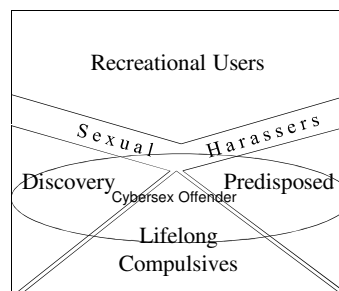 Recreational Users
Sexual Harassers
Discovery Predisposed
Cybersex Offender
Lifelong
Compulsives